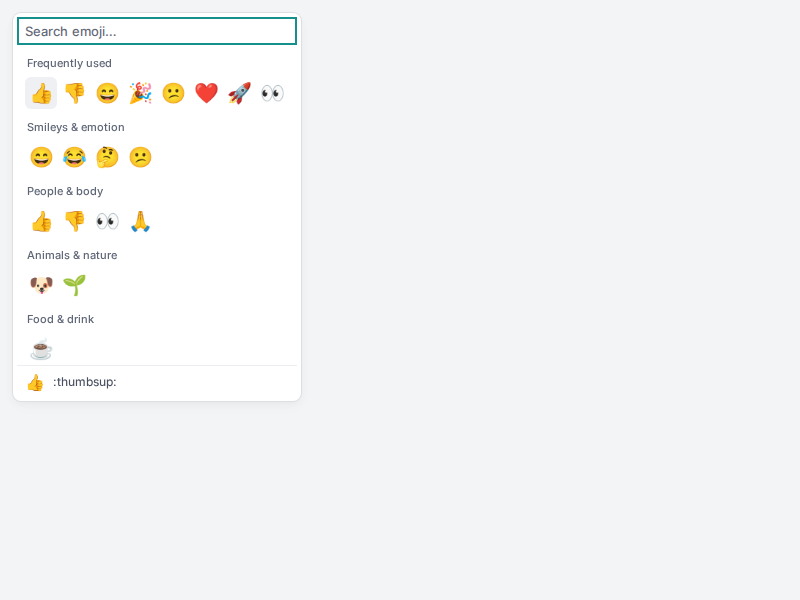 Search emoji...
Frequently used
👍 👎 😄 🎉 😕 ❤️ 🚀 👀
Smileys & emotion
😄 😂 🤔 😕
People & body
👍 👎 👀 🙏
Animals & nature
🐶 🌱
Food & drink
☕
👍 :thumbsup: